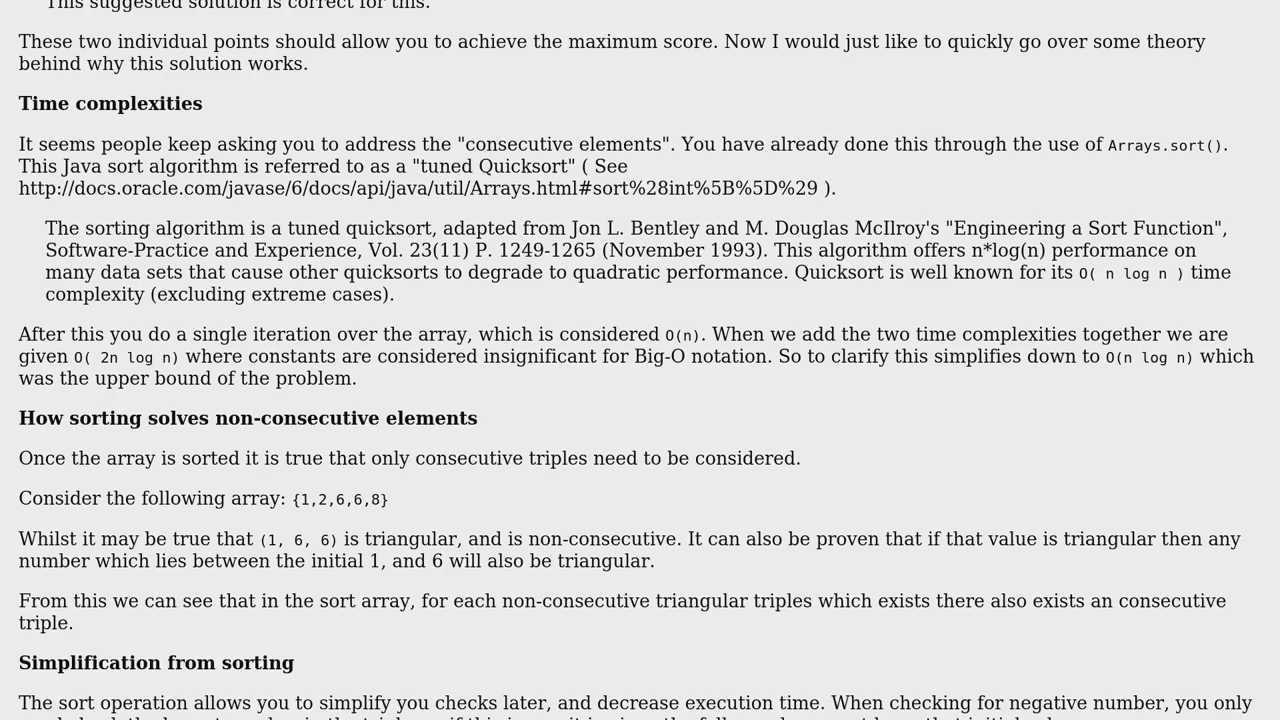 This suggested solution is correct for this.
These two individual points should allow you to achieve the maximum score. Now I would just like to quickly go over some theory
behind why this solution works.
Time complexities
It seems people keep asking you to address the "consecutive elements". You have already done this through the use of Arrays.sort().
This Java sort algorithm is referred to as a "tuned Quicksort" ( See
http://docs.oracle.com/javase/6/docs/api/java/util/Arrays.html#sort%28int%5B%5D%29 ).
The sorting algorithm is a tuned quicksort, adapted from Jon L. Bentley and M. Douglas McIlroy's "Engineering a Sort Function",
Software-Practice and Experience, Vol. 23(11) P. 1249-1265 (November 1993). This algorithm offers n*log(n) performance on
many data sets that cause other quicksorts to degrade to quadratic performance. Quicksort is well known for its O( n log n ) time
complexity (excluding extreme cases).
After this you do a single iteration over the array, which is considered O(n). When we add the two time complexities together we are
given O( 2n log n) where constants are considered insignificant for Big-O notation. So to clarify this simplifies down to O(n log n) which
was the upper bound of the problem.
How sorting solves non-consecutive elements
Once the array is sorted it is true that only consecutive triples need to be considered.
Consider the following array: {1,2,6,6,8}
Whilst it may be true that (1, 6, 6) is triangular, and is non-consecutive. It can also be proven that if that value is triangular then any
number which lies between the initial 1, and 6 will also be triangular.
From this we can see that in the sort array, for each non-consecutive triangular triples which exists there also exists an consecutive
triple.
Simplification from sorting
The sort operation allows you to simplify you checks later, and decrease execution time. When checking for negative number, you only